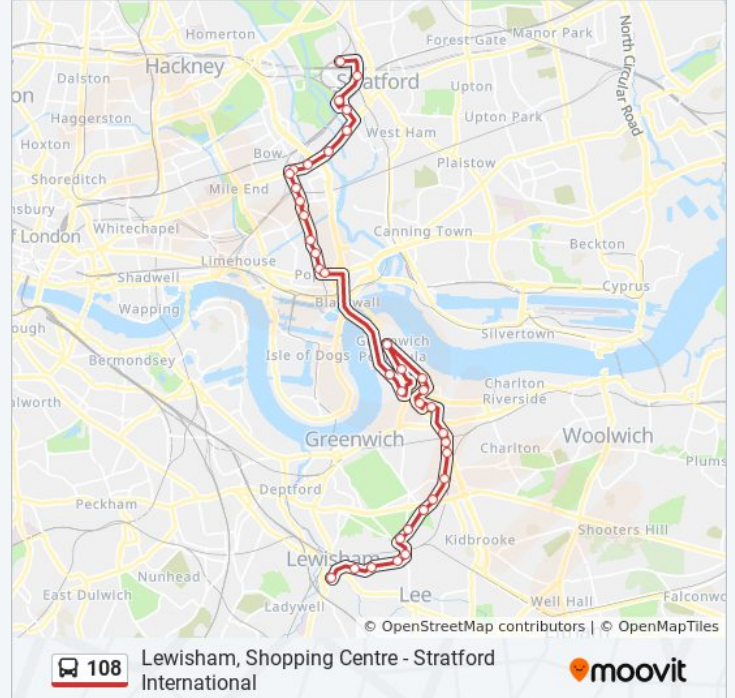 Homerton
Forest Gate
Manor Park
Hackney
North Circular Road
Dalston
Stratford
Upton
on
Haggerston
Upton Park
West Ham
Hoxton
Bow
Plaistow
Shoreditch
Mile End
nsbury
Whitechapel
Canning Town
f London
Beckton
Limehouse
Shadwell
Cyprus
Blackwall
Wapping
Silvertown
ough
Greenwich
Peninsula
Isle of Dogs
Bermondsey
Charlton
Riverside
alworth
Greenwich
Woolwich
Charlton
Plums
Deptford
Peckham
Shooters Hill
Kidbrooke
Lewisham
Nunhead
East Dulwich
Lee
Well Hall
Falconwo
Ladywell
© OpenStreetMap contributors | © OpenMapTiles
108
Lewisham, Shopping Centre - Stratford
International
moovit